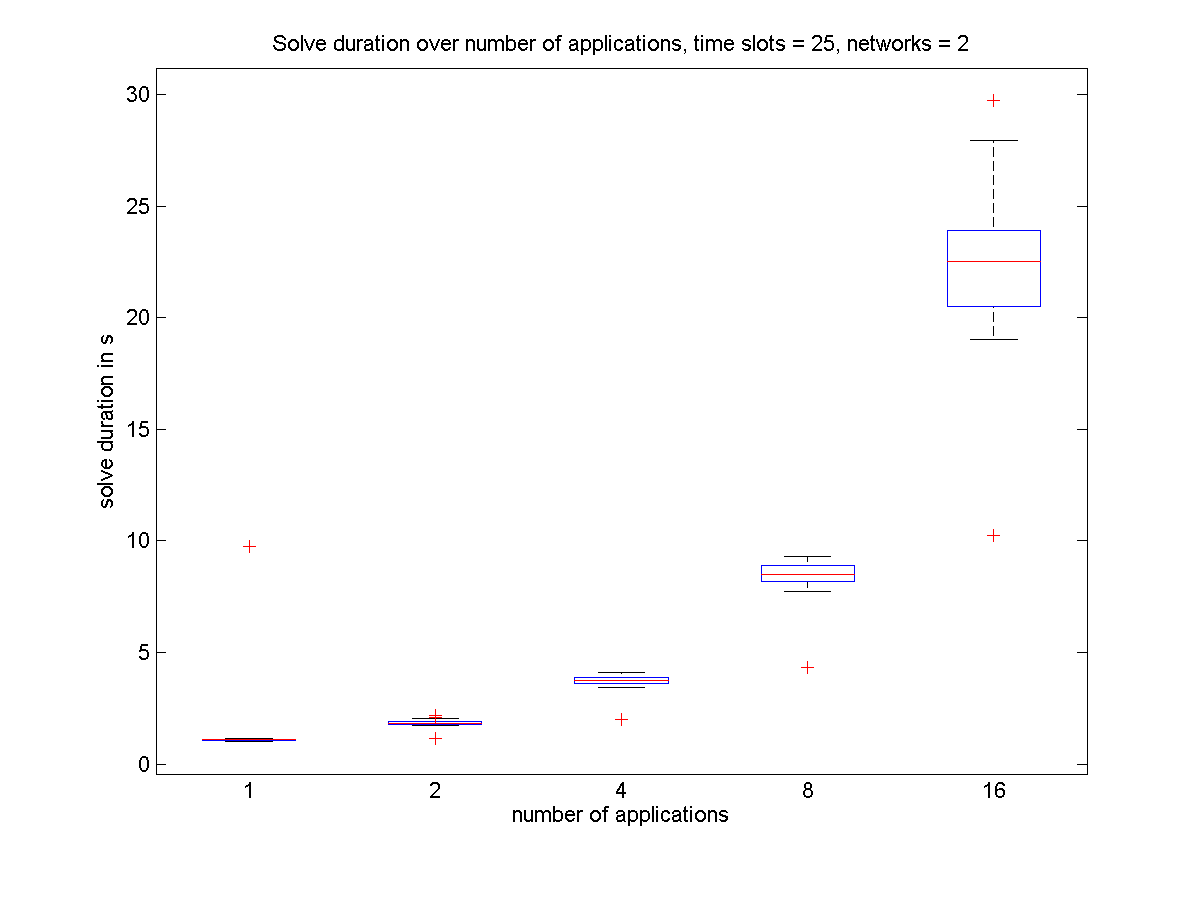 Solve duration over number of applications, time slots = 25, networks = 2
30
25
20
15
10
5
0
solve duration in s
1 2 4 8 16
number of applications